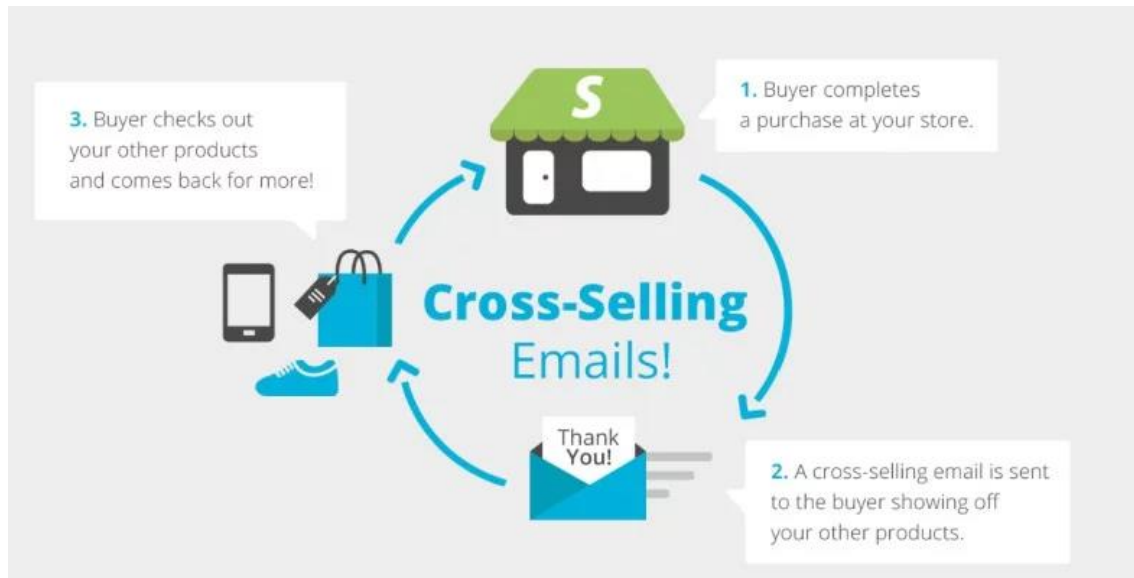 S
1. Buyer completes
a purchase at your store.
3. Buyer checks out
your other products
and comes back for more!
Cross-Selling
Emails!
Thank
You!
2. A cross-selling email is sent
to the buyer showing off
your other products.